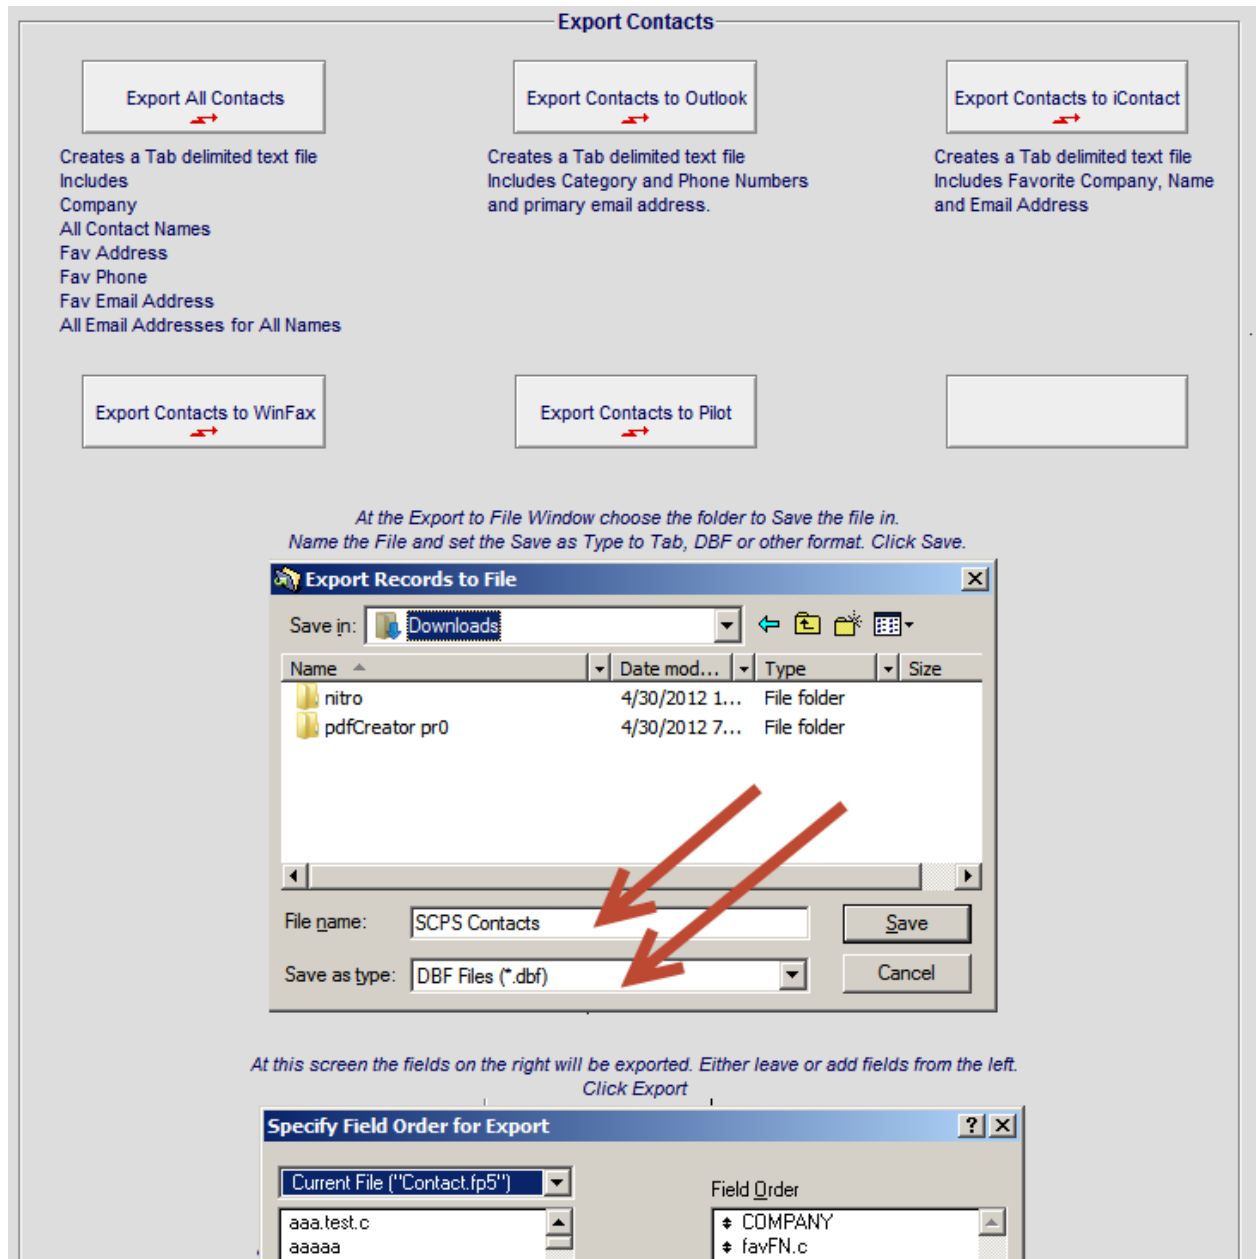 Export Contacts
Export All Contacts
Export Contacts to Outlook
Export Contacts to iContact
Creates a Tab delimited text file
Includes
Company
All Contact Names
Fav Address
Fav Phone
Fav Email Address
All Email Addresses for All Names
Creates a Tab delimited text file
Includes Category and Phone Numbers
and primary email address.
Creates a Tab delimited text file
Includes Favorite Company, Name
and Email Address
Export Contacts to WinFax
Export Contacts to Pilot
At the Export to File Window choose the folder to Save the file in.
Name the File and set the Save as Type to Tab, DBF or other format. Click Save.
Export Records to File
Save in: Downloads
Name Date mod... Type Size
nitro 4/30/2012 1... File folder
pdfCreator pr0 4/30/2012 7... File folder
File name: SCPS Contacts Save
Save as type: DBF Files (*.dbf) Cancel
At this screen the fields on the right will be exported. Either leave or add fields from the left.
Click Export
Specify Field Order for Export
Current File ("Contact.fp5")
Field Order
aaa.test.c
aaaaa
COMPANY
favFN.c